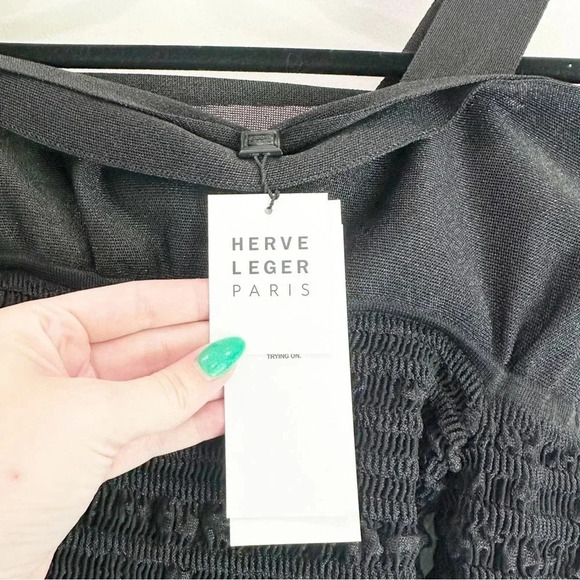 HERVE
LEGER
PARIS
TRYING ON.